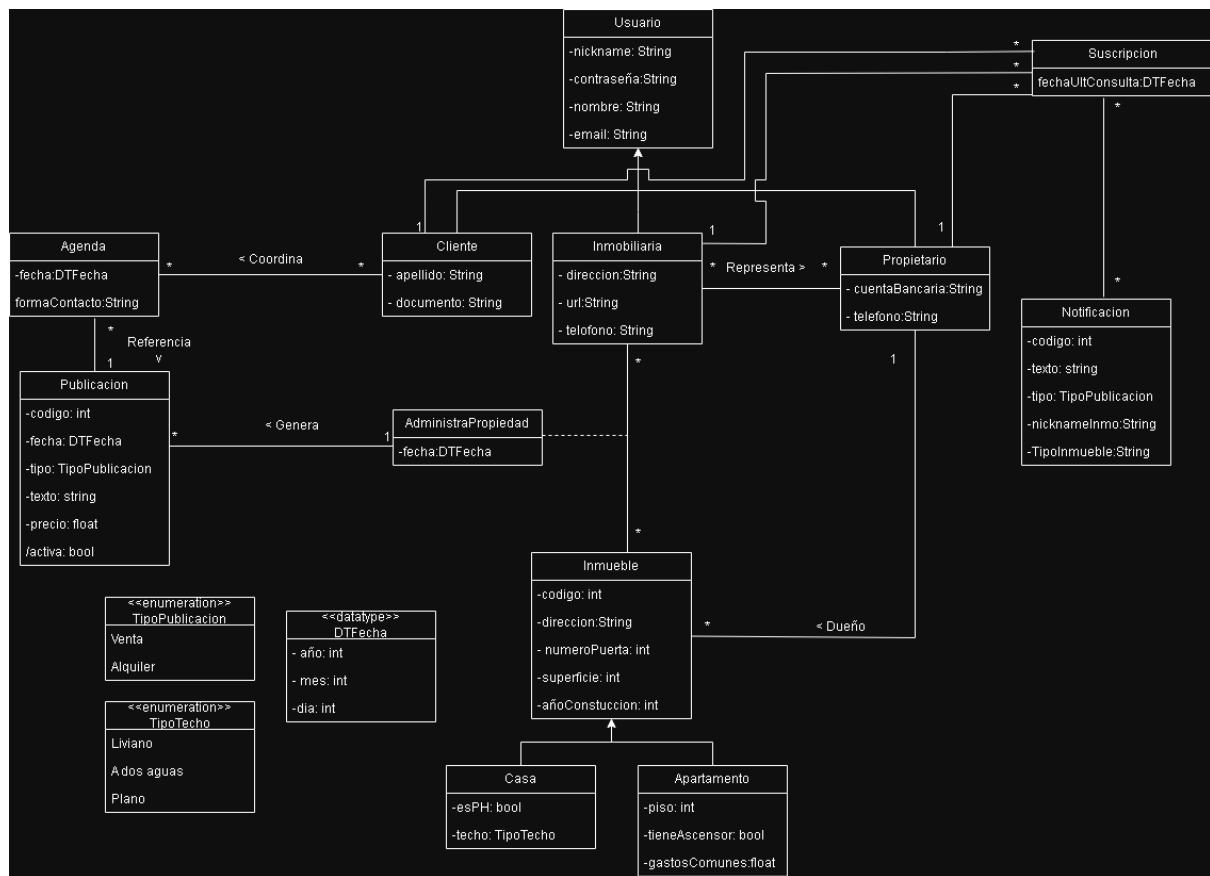 Usuario
-nickname: String
-contraseña:String
-nombre: String
-email: String
Suscripcion
fechaUltConsulta:DTFecha
*
*
*
*
Agenda
-fecha:DTFecha
formaContacto:String
*
< Coordina
*
1
Cliente
- apellido: String
- documento: String
Inmobiliaria
- direccion:String
- url:String
- telofono: String
1
* Representa > *
1
Propietario
- cuentaBancaria:String
- telefono:String
*
Notificacion
-codigo: int
-texto: string
-tipo: TipoPublicacion
-nicknameInmo:String
-TipoInmueble:String
*
Referencia
v
1
Publicacion
-codigo: int
-fecha: DTFecha
-tipo: TipoPublicacion
-texto: string
-precio: float
/activa: bool
*
< Genera
1
AdministraPropiedad
-fecha:DTFecha
*
1
*
Inmueble
-codigo: int
-direccion:String
- numeroPuerta: int
-superficie: int
-añoConstuccion: int
*
< Dueño
<<enumeration>>
TipoPublicacion
Venta
Alquiler
<<datatype>>
DTFecha
- año: int
- mes: int
-dia: int
<<enumeration>>
TipoTecho
Liviano
A dos aguas
Plano
Casa
-esPH: bool
-techo: TipoTecho
Apartamento
-piso: int
-tieneAscensor: bool
-gastosComunes:float